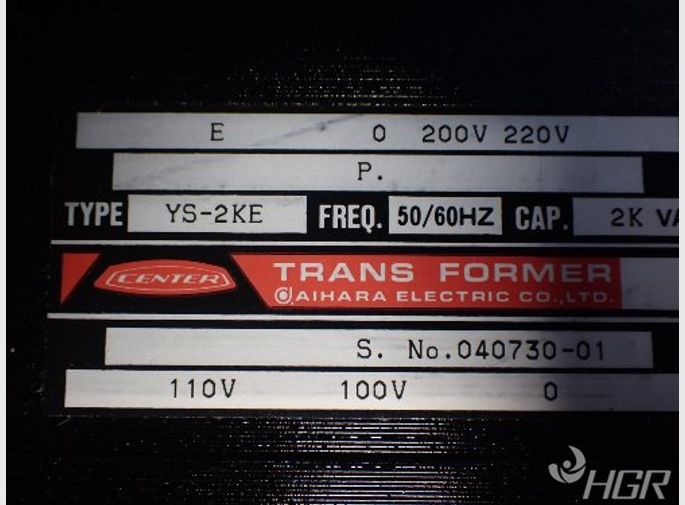 E 0 200V 220V
P.
TYPE YS-2KE FREQ. 50/60HZ CAP. 2K VA
CENTER TRANS FORMER
AIHARA ELECTRIC CO.,LTD.
S. No.040730-01
110V 100V 0
HGR